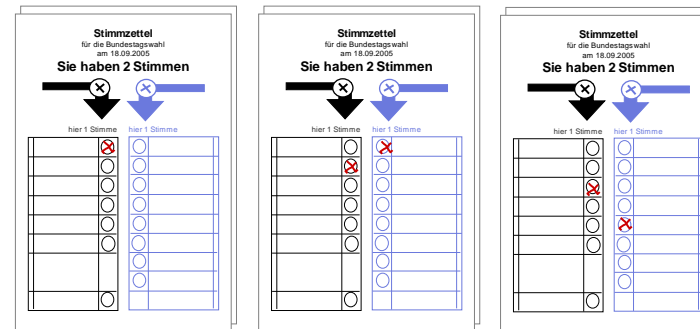 Stimmzettel
für die Bundestagswahl
am 18.09.2005
Sie haben 2 Stimmen
hier 1 Stimme hier 1 Stimme
Stimmzettel
für die Bundestagswahl
am 18.09.2005
Sie haben 2 Stimmen
hier 1 Stimme hier 1 Stimme
Stimmzettel
für die Bundestagswahl
am 18.09.2005
Sie haben 2 Stimmen
hier 1 Stimme hier 1 Stimme